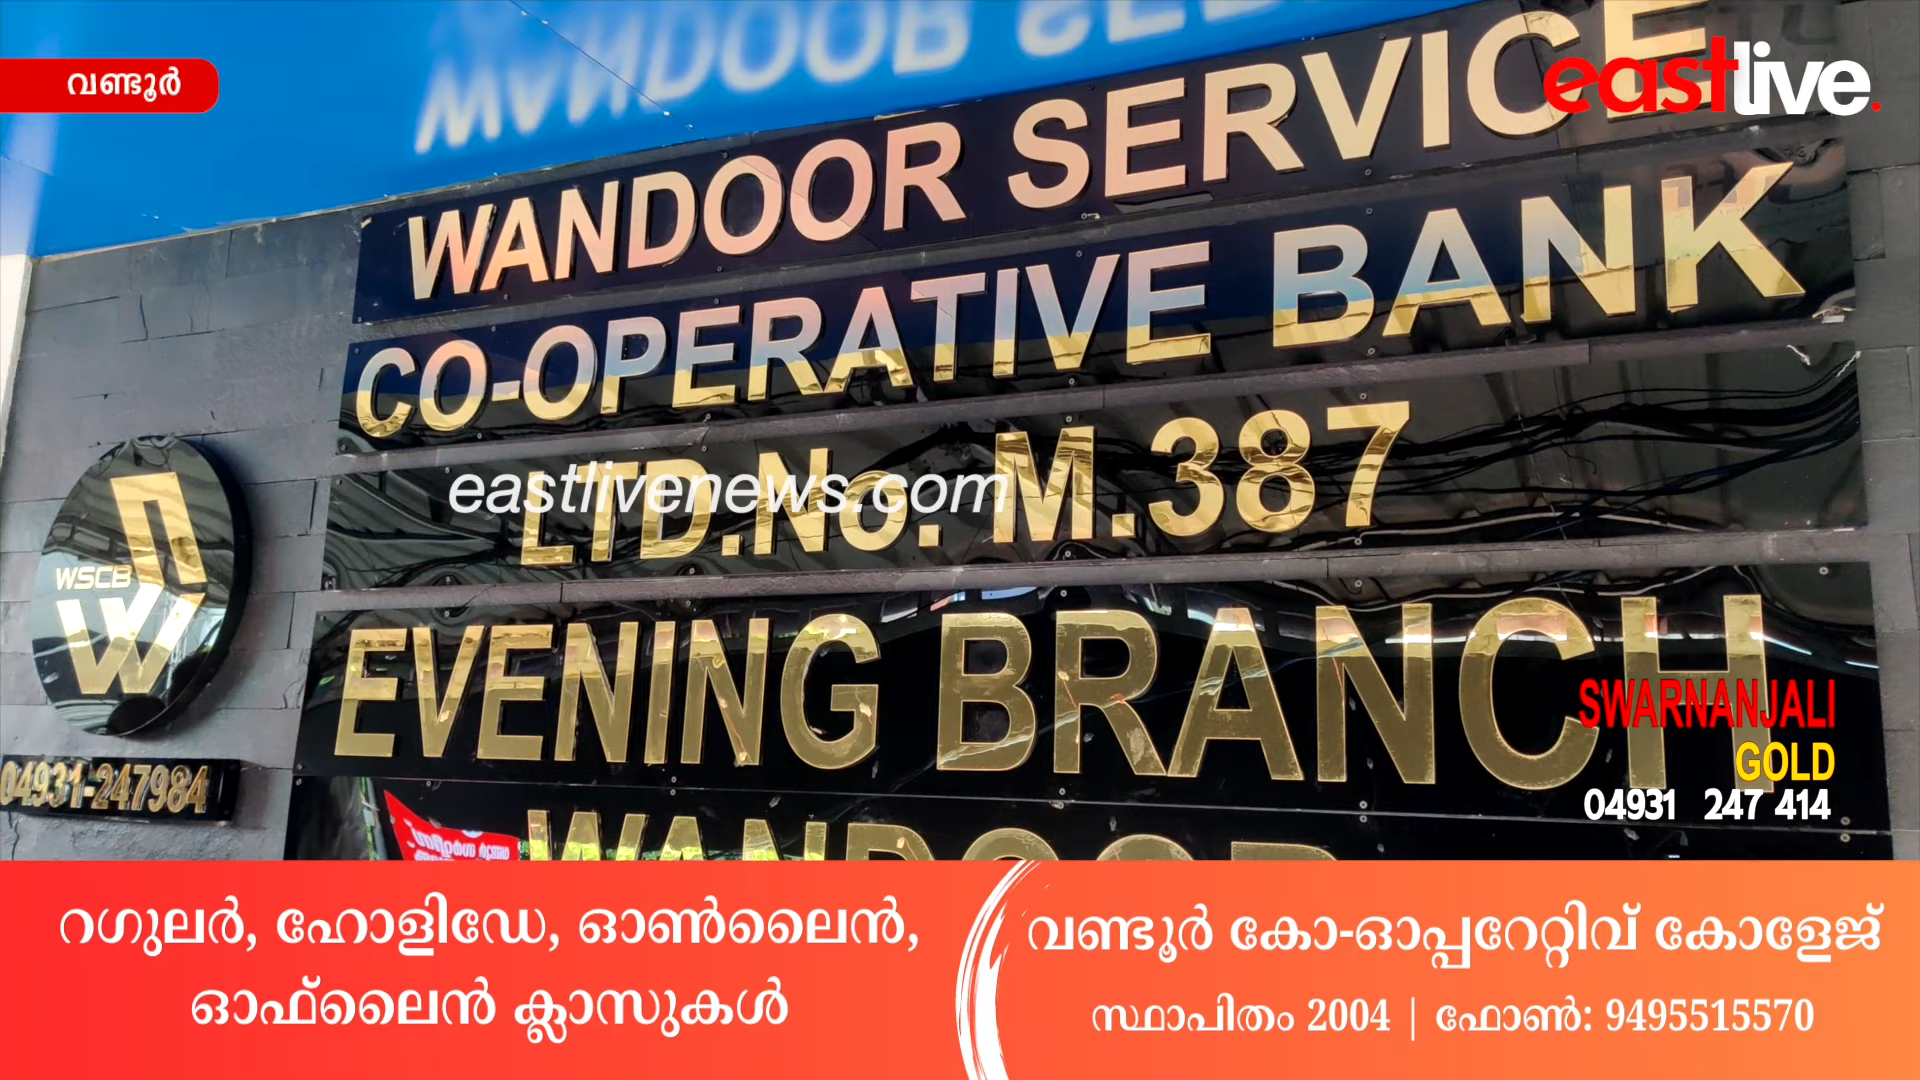 വണ്ടൂർ
eastlive.
WANDOOR SERVICE
CO-OPERATIVE BANK
LTD.No. M.387
eastlivenews.com
EVENING BRANCH
WSCB
04931-247984
WANDOOR
SWARNANJALI
GOLD
04931 247 414
റഗുലർ, ഹോളിഡേ, ഓൺലൈൻ,
ഓഫ്‌ലൈൻ ക്ലാസുകൾ
വണ്ടൂർ കോ-ഓപ്പറേറ്റിവ് കോളേജ്
സ്ഥാപിതം 2004 | ഫോൺ: 9495515570